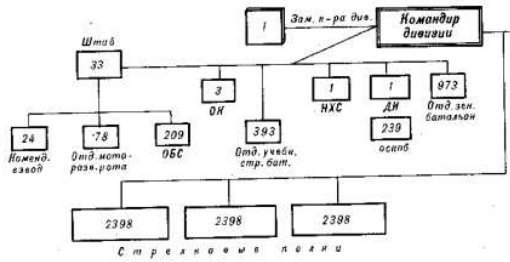 Зам. к-ра див.
1
Командир
дивизии
Штаб
33
3
ОК
1
НХС
1
ДИ
973
Отд. зен.
батальон
24
Коменд.
взвод
78
Отд. мото-
разв. рота
209
ОБС
393
Отд. учебн.
стр. бат.
239
осапб
2398
2398
2398
Стрелковые полки